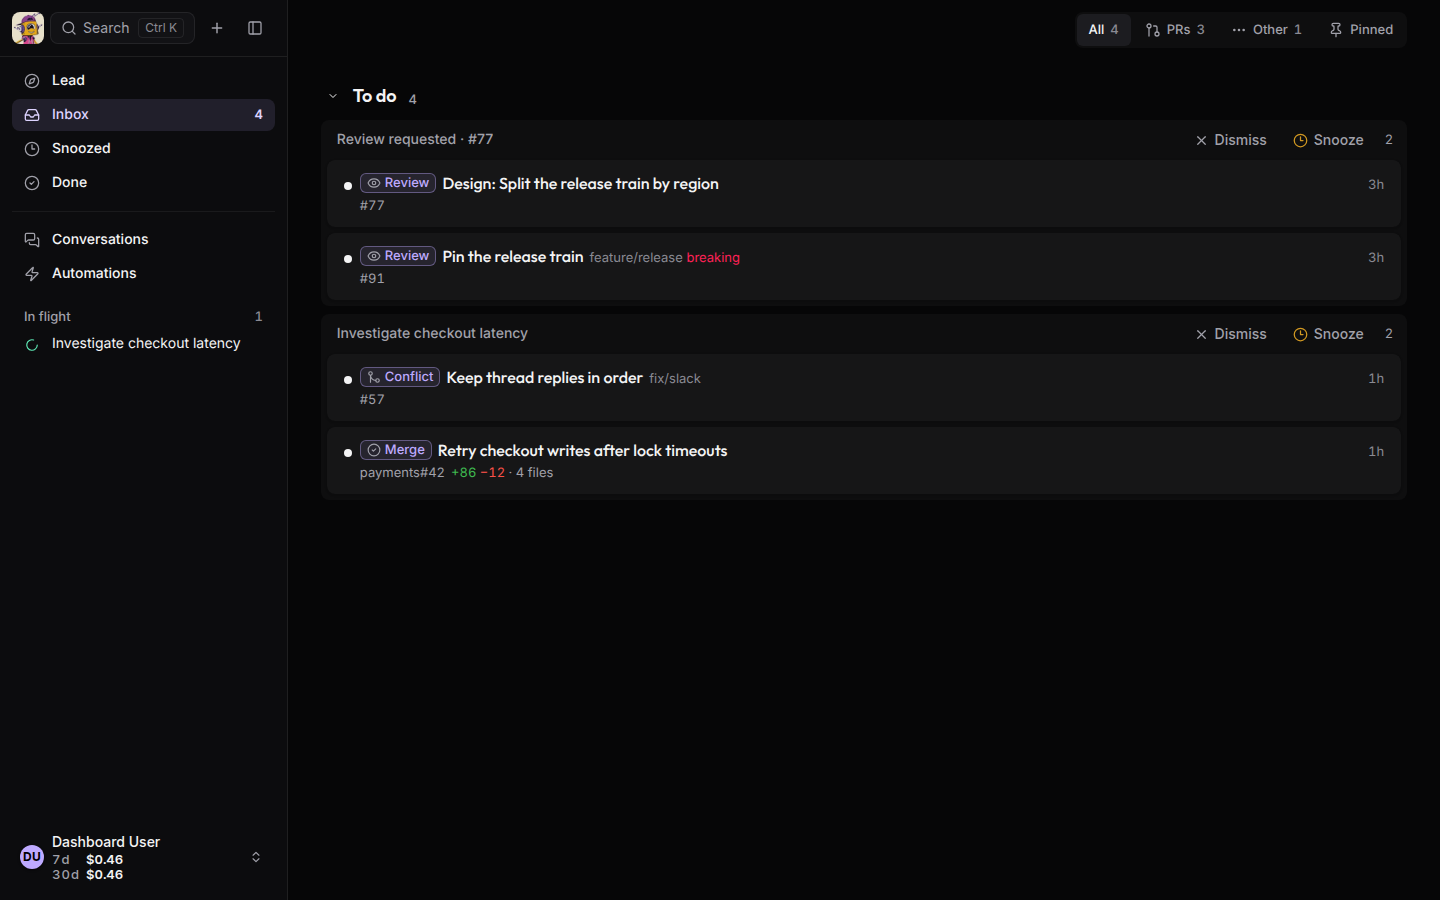 Search Ctrl K
All 4 PRs 3 Other 1 Pinned
Lead
Inbox 4
Snoozed
Done
Conversations
Automations
In flight 1
Investigate checkout latency
Dashboard User
DU
7d $0.46
30d $0.46
To do 4
Review requested · #77 Dismiss Snooze 2
Review Design: Split the release train by region 3h
#77
Review Pin the release train feature/release breaking 3h
#91
Investigate checkout latency Dismiss Snooze 2
Conflict Keep thread replies in order fix/slack 1h
#57
Merge Retry checkout writes after lock timeouts 1h
payments#42 +86 −12 · 4 files